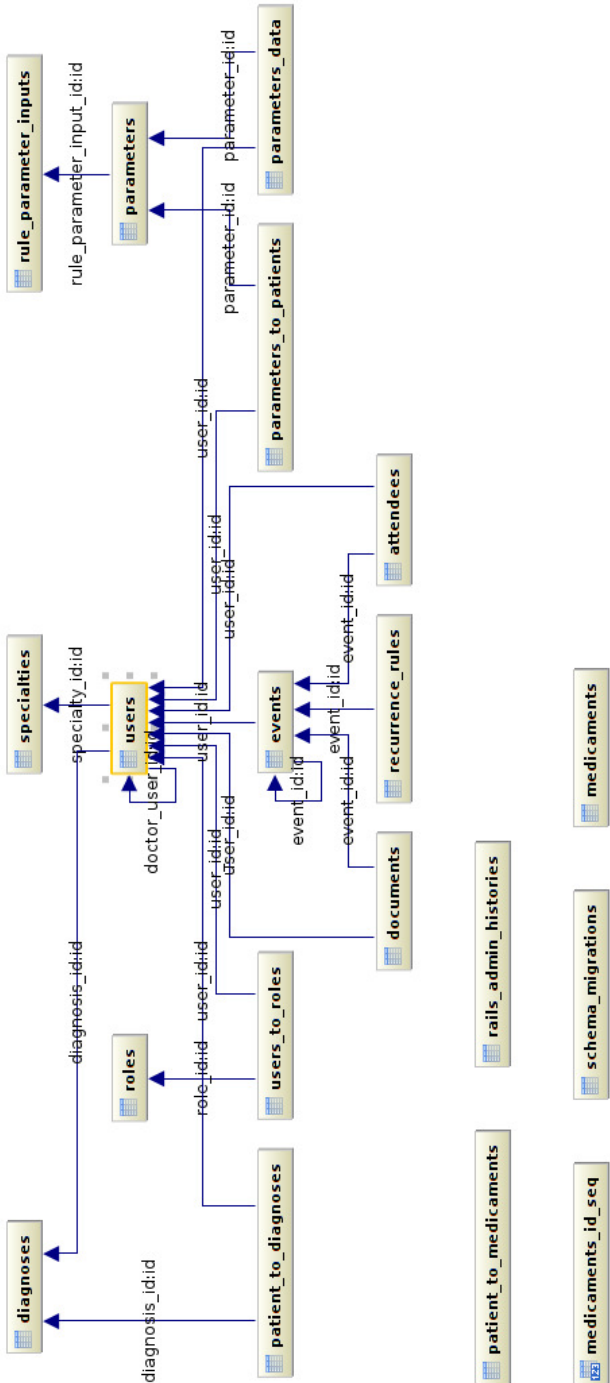 diagnoses
specialties
rule_parameter_inputs
diagnosis_id:id
specialty_id:id
rule_parameter_input_id:id
roles
users
parameters
diagnosis_id:id
doctor_user_id:id
role_id:id
user_id:id
user_id:id
user_id:id
parameter_id:id
parameter_id:id
user_id:id
user_id:id
user_id:id
user_id:id
patient_to_diagnoses
users_to_roles
events
parameters_to_patients
parameters_data
event_id:id
event_id:id
event_id:id
event_id:id
documents
recurrence_rules
attendees
patient_to_medicaments
rails_admin_histories
medicaments_id_seq
schema_migrations
medicaments
123